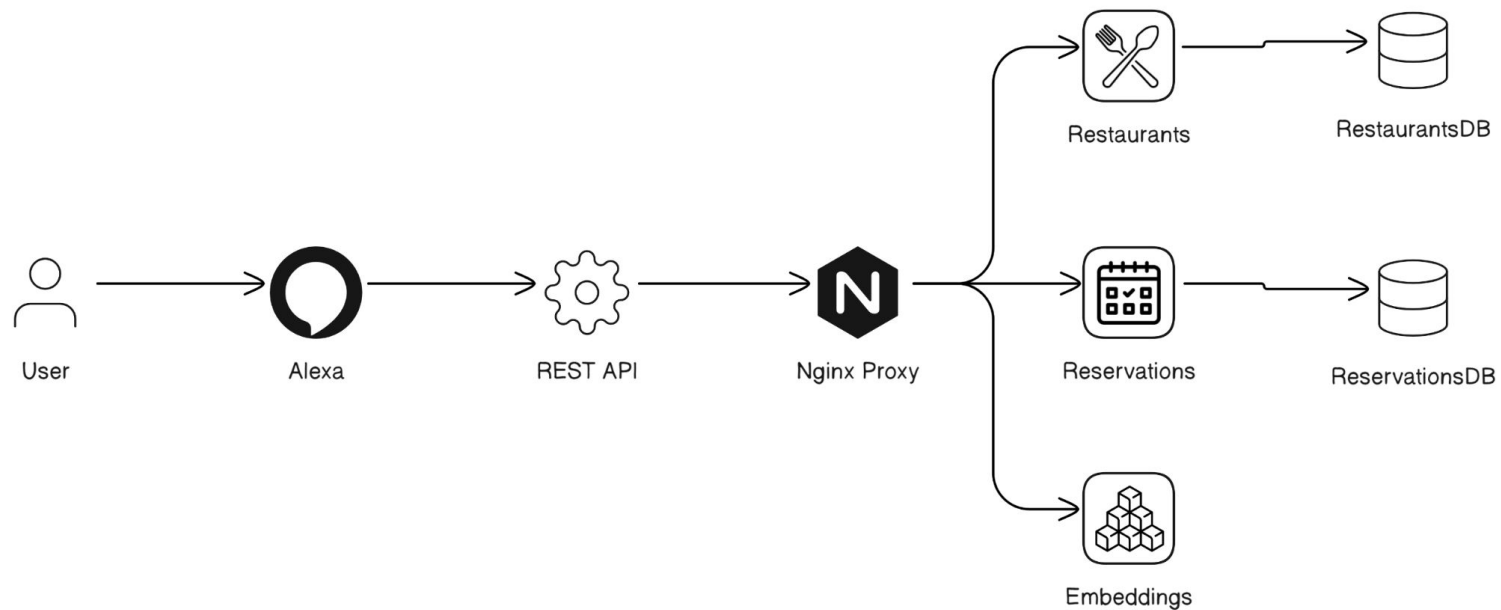 Restaurants
RestaurantsDB
User
Alexa
REST API
N
Nginx Proxy
Reservations
ReservationsDB
Embeddings